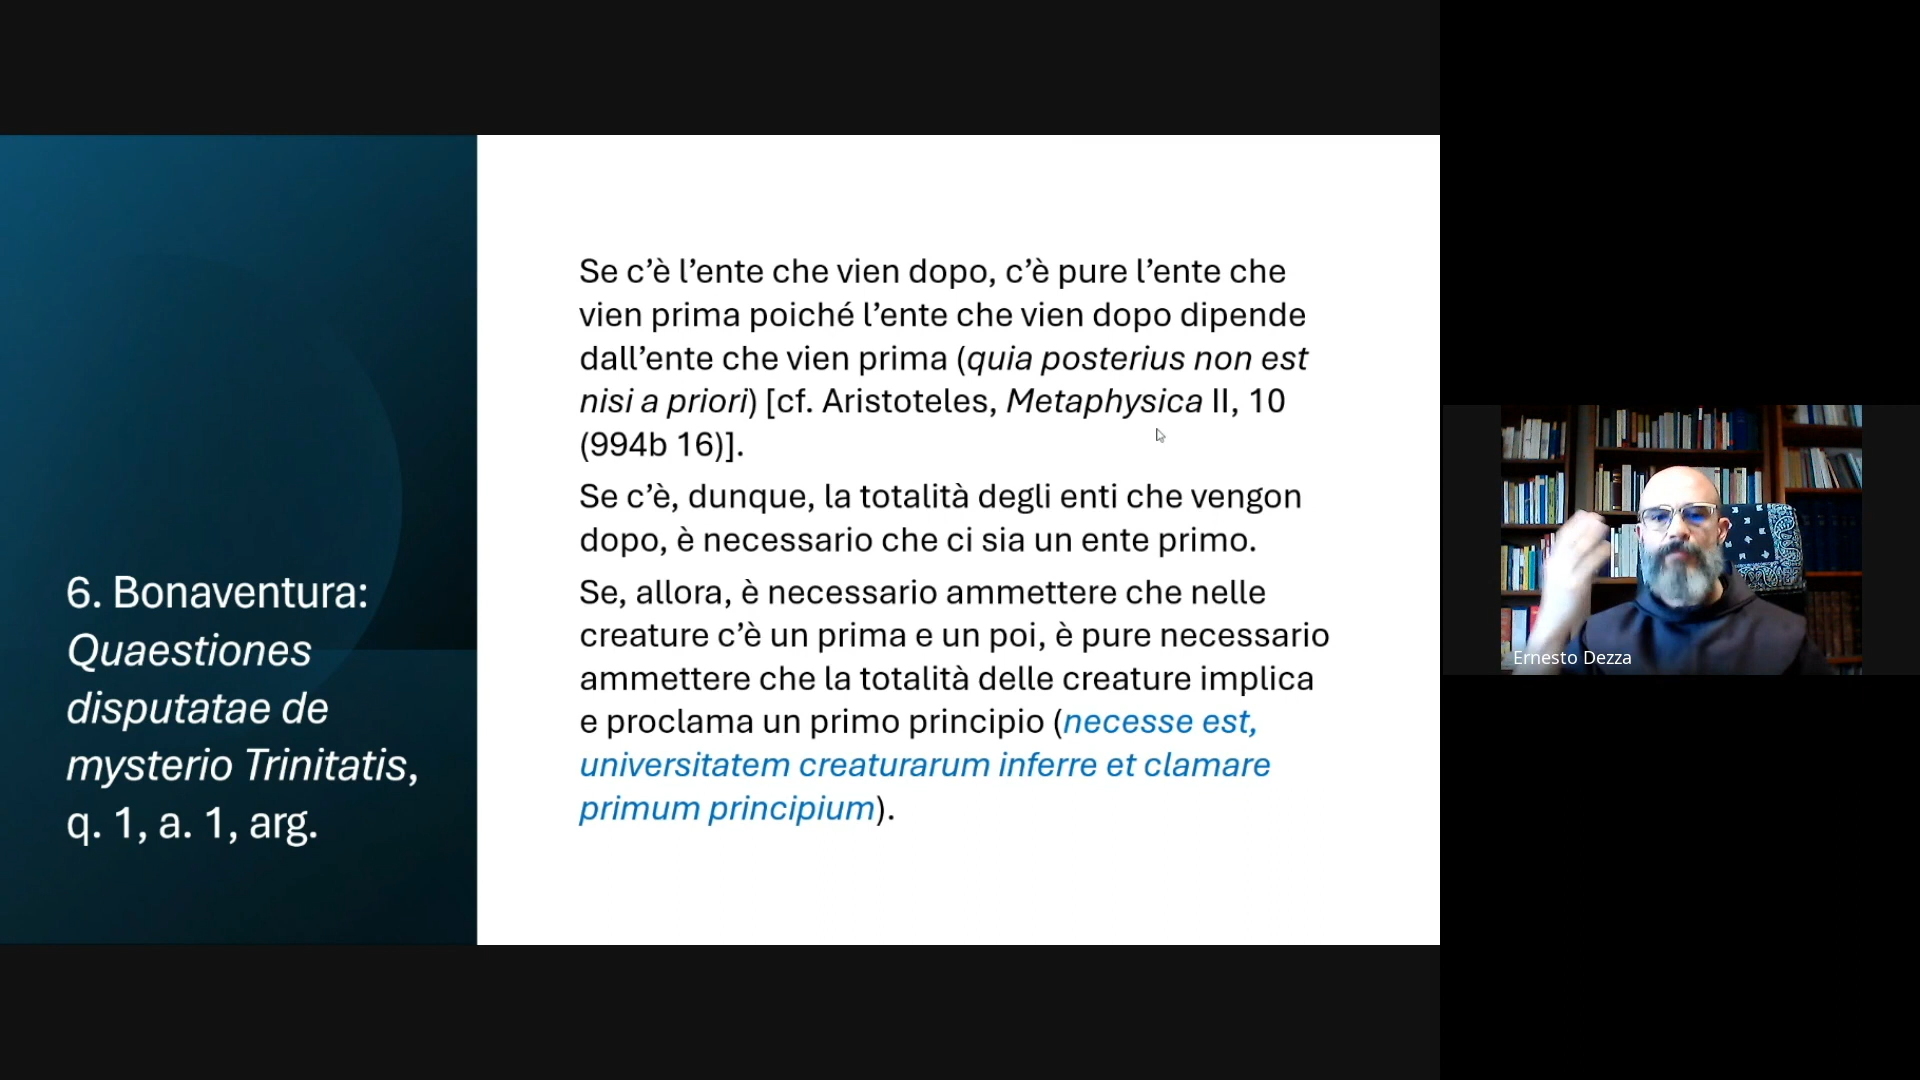 6. Bonaventura:
Quaestiones
disputatae de
mysterio Trinitatis,
q. 1, a. 1, arg.
Se c’è l’ente che vien dopo, c’è pure l’ente che
vien prima poiché l’ente che vien dopo dipende
dall’ente che vien prima (quia posterius non est
nisi a priori) [cf. Aristoteles, Metaphysica II, 10
(994b 16)].
Se c’è, dunque, la totalità degli enti che vengon
dopo, è necessario che ci sia un ente primo.
Se, allora, è necessario ammettere che nelle
creature c’è un prima e un poi, è pure necessario
ammettere che la totalità delle creature implica
e proclama un primo principio (necesse est,
universitatem creaturarum inferre et clamare
primum principium).
Ernesto Dezza